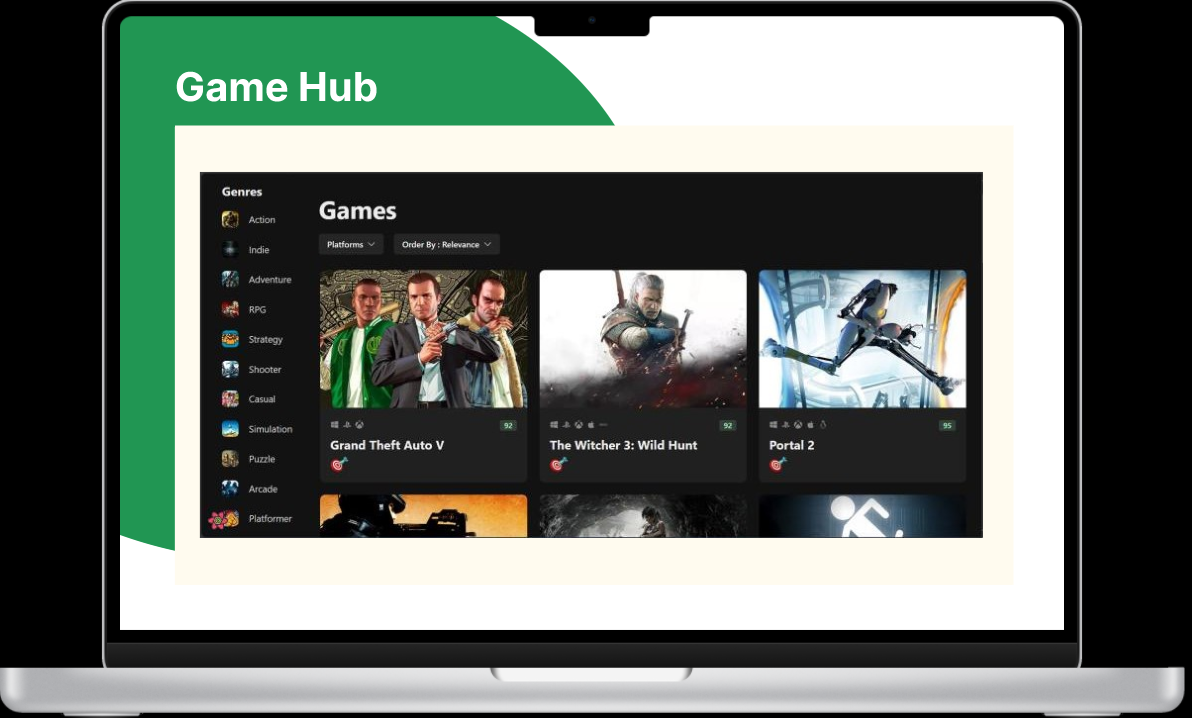 Game Hub
Genres
Action
Indie
Adventure
RPG
Strategy
Shooter
Casual
Simulation
Puzzle
Arcade
Platformer
Games
Platforms
Order By : Relevance
92
Grand Theft Auto V
92
The Witcher 3: Wild Hunt
95
Portal 2